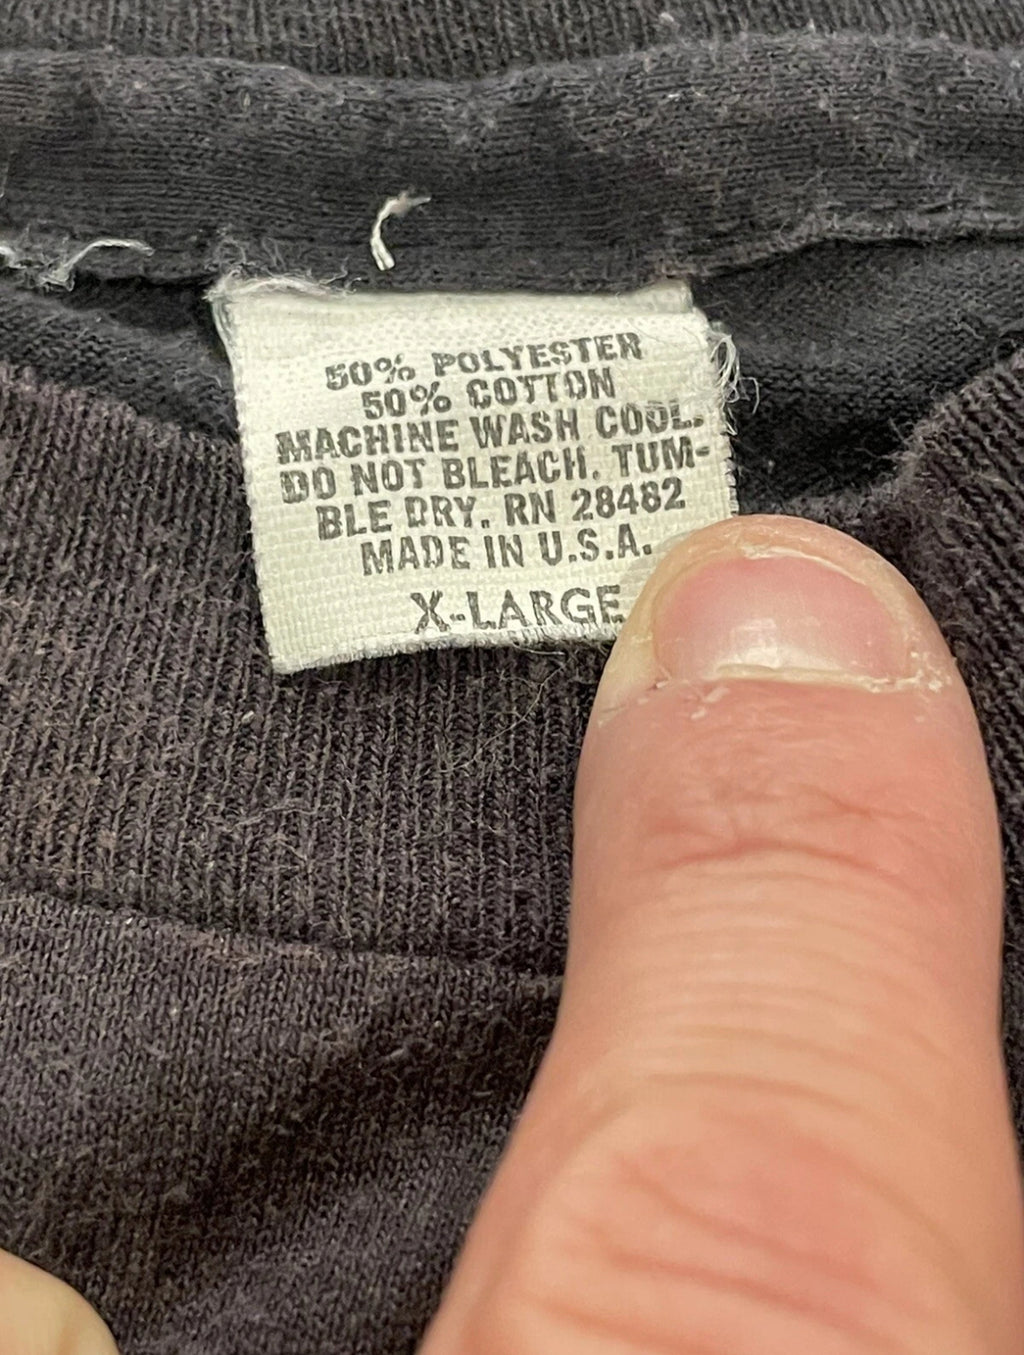 50% POLYESTER
50% COTTON
MACHINE WASH COOL.
DO NOT BLEACH. TUM-
BLE DRY. RN 28482
MADE IN U.S.A.
X-LARGE